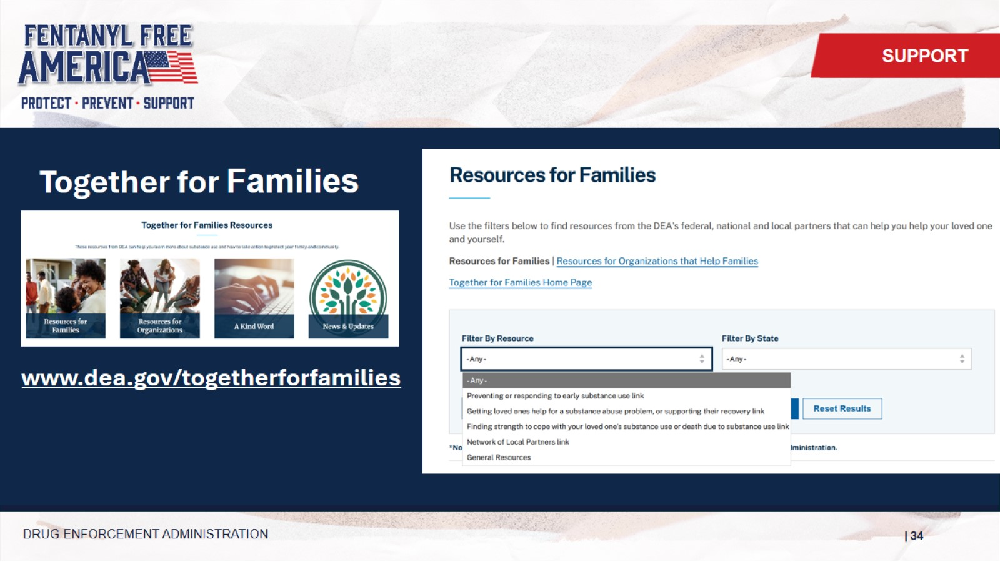 FENTANYL FREE
AMERICA
PROTECT • PREVENT • SUPPORT
SUPPORT
Together for Families
Together for Families Resources
These resources from DEA can help you learn more about substance use and how to take action to protect your family and community.
Resources for
Families
Resources for
Organizations
A Kind Word
News & Updates
www.dea.gov/togetherforfamilies
Resources for Families
Use the filters below to find resources from the DEA's federal, national and local partners that can help you help your loved one
and yourself.
Resources for Families | Resources for Organizations that Help Families
Together for Families Home Page
Filter By Resource
Filter By State
- Any -
- Any -
- Any -
Preventing or responding to early substance use link
Getting loved ones help for a substance abuse problem, or supporting their recovery link
Finding strength to cope with your loved one's substance use or death due to substance use link
Network of Local Partners link
General Resources
Reset Results
*No
ministration.
DRUG ENFORCEMENT ADMINISTRATION
| 34